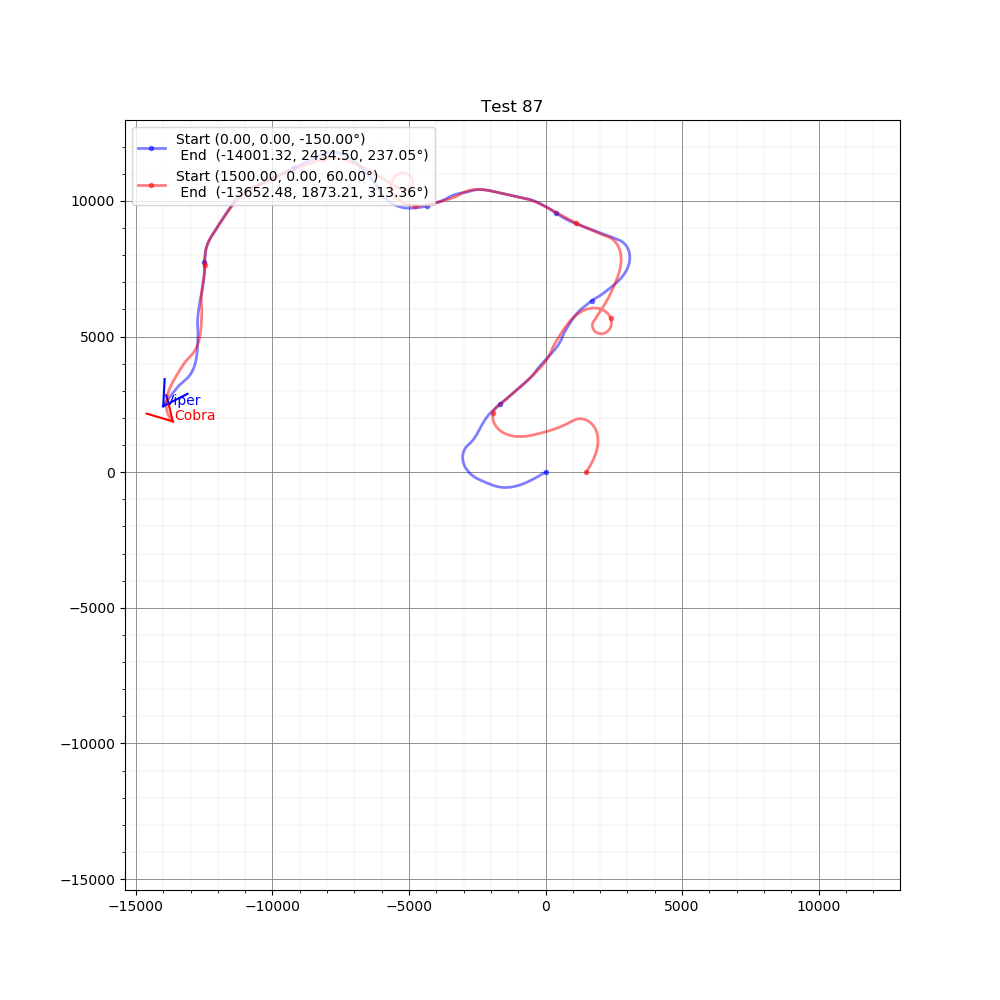 Test 87
Start (0.00, 0.00, -150.00°)
End (-14001.32, 2434.50, 237.05°)
Start (1500.00, 0.00, 60.00°)
End (-13652.48, 1873.21, 313.36°)
10000
5000
0
−5000
−10000
−15000
Viper
Cobra
−15000
−10000
−5000
0
5000
10000